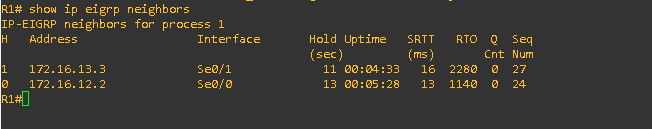 R1# show ip eigrp neighbors
IP-EIGRP neighbors for process 1
H   Address                 Interface       Hold Uptime   SRTT   RTO  Q  Seq
                                            (sec)         (ms)       Cnt Num
1   172.16.13.3             Se0/1             11 00:04:33   16  2280  0  27
0   172.16.12.2             Se0/0             13 00:05:28   13  1140  0  24
R1#